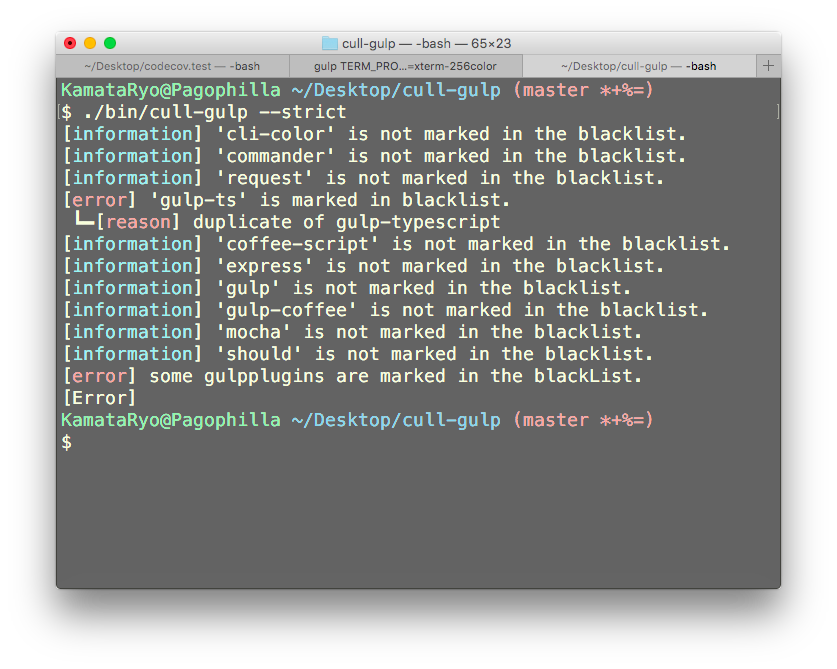 cull-gulp — -bash — 65×23
~/Desktop/codecov.test — -bash
gulp TERM_PRO...=xterm-256color
~/Desktop/cull-gulp — -bash
KamataRyo@Pagophilla ~/Desktop/cull-gulp (master *+%=)
$ ./bin/cull-gulp --strict
[information] 'cli-color' is not marked in the blacklist.
[information] 'commander' is not marked in the blacklist.
[information] 'request' is not marked in the blacklist.
[error] 'gulp-ts' is marked in blacklist.
┗━[reason] duplicate of gulp-typescript
[information] 'coffee-script' is not marked in the blacklist.
[information] 'express' is not marked in the blacklist.
[information] 'gulp' is not marked in the blacklist.
[information] 'gulp-coffee' is not marked in the blacklist.
[information] 'mocha' is not marked in the blacklist.
[information] 'should' is not marked in the blacklist.
[error] some gulpplugins are marked in the blackList.
[Error]
KamataRyo@Pagophilla ~/Desktop/cull-gulp (master *+%=)
$